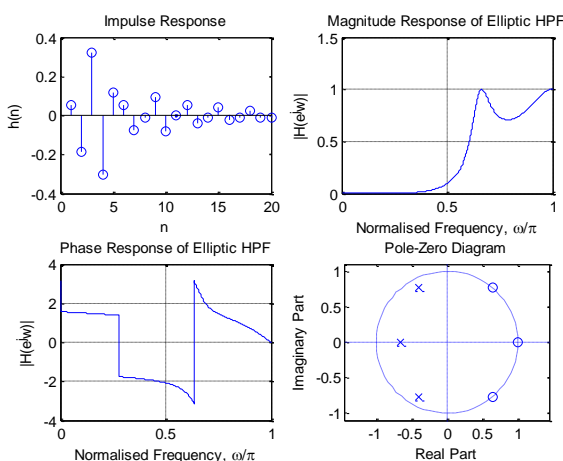 Impulse Response
0.4
0.2
0
-0.2
-0.4
h(n)
0 5 10 15 20
n
Magnitude Response of Elliptic HPF
1.5
1
0.5
0
|H(e^jw)|
0 0.5 1
Normalised Frequency, ω/π
Phase Response of Elliptic HPF
4
2
0
-2
-4
|H(e^jw)|
0 0.5 1
Normalised Frequency, ω/π
Pole-Zero Diagram
1
0.5
0
-0.5
-1
Imaginary Part
-1 -0.5 0 0.5 1
Real Part